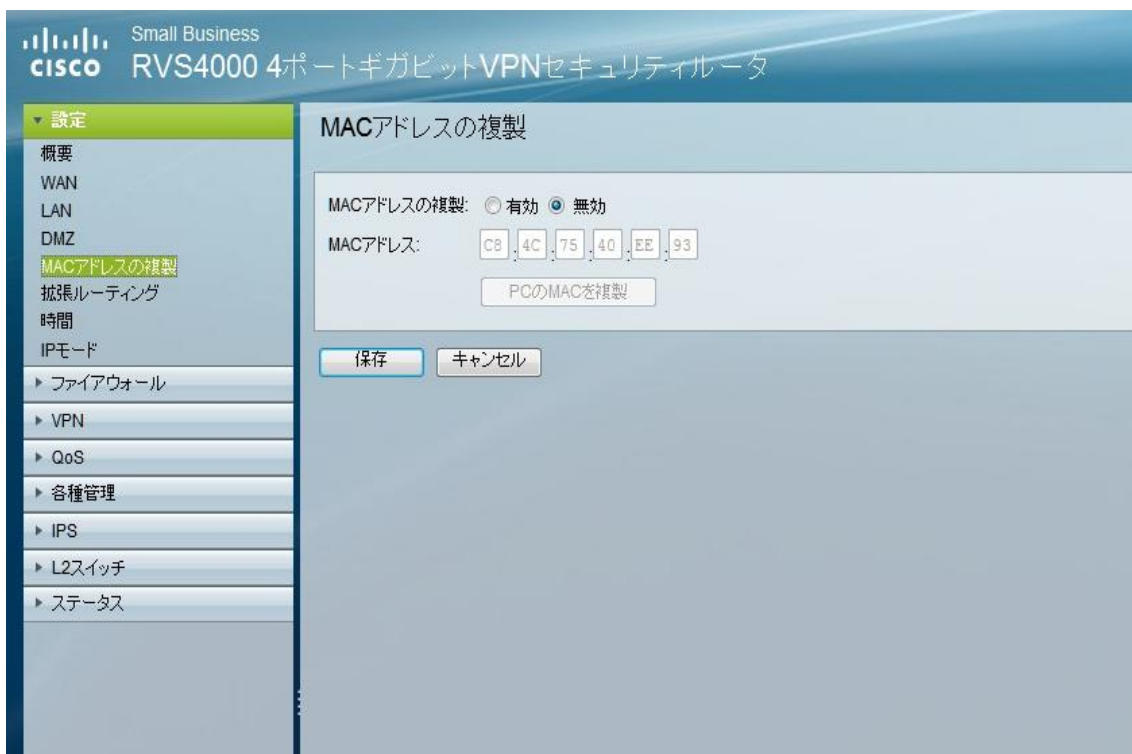 Small Business
CISCO RVS4000 4ポートギガビットVPNセキュリティルータ
設定
概要
WAN
LAN
DMZ
MACアドレスの複製
拡張ルーティング
時間
IPモード
ファイアウォール
VPN
QoS
各種管理
IPS
L2スイッチ
ステータス
MACアドレスの複製
MACアドレスの複製: 有効 無効
MACアドレス: C8 : 4C : 75 : 40 : EE : 93
PCのMACを複製
保存 キャンセル